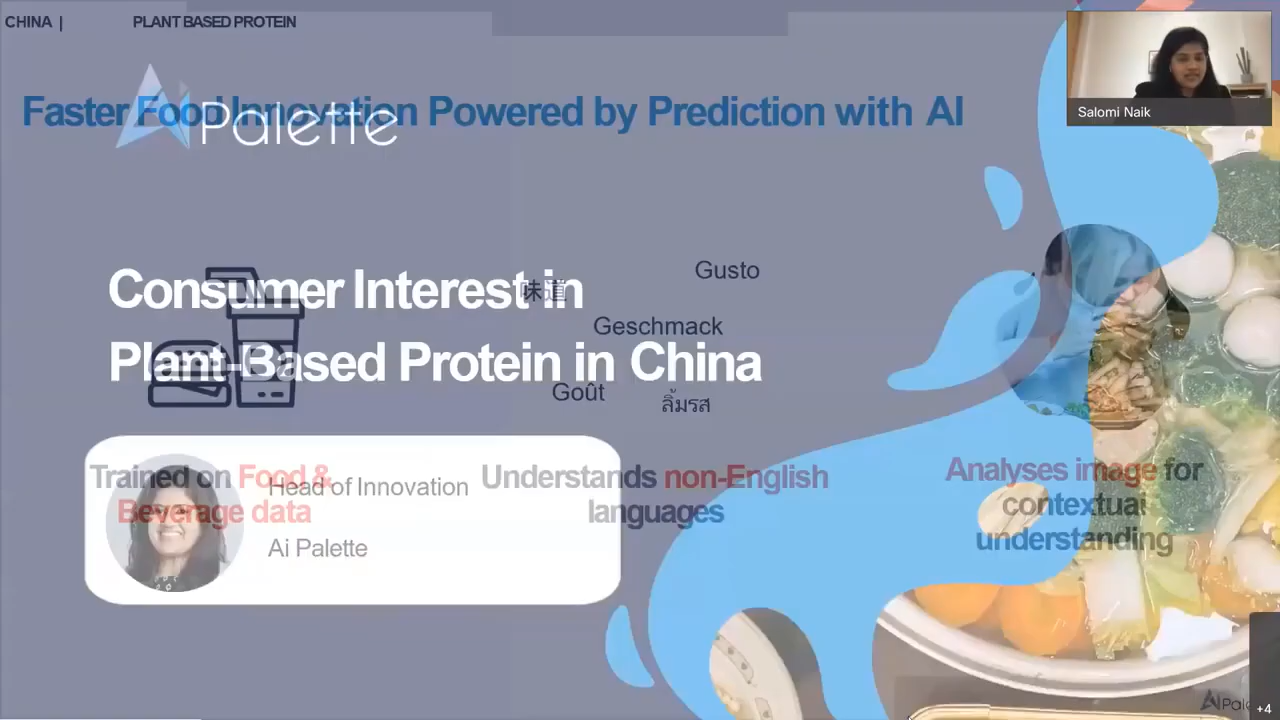 CHINA | PLANT BASED PROTEIN
Salomi Naik
Faster Food Innovation Powered by Prediction with AI
AiPalette
Consumer Interest in
Plant-Based Protein in China
味道
Gusto
Geschmack
Goût
ลิ้มรส
Head of Innovation
Ai Palette
Trained on Food &
Beverage data
Understands non-English
languages
Analyses image for
contextual
understanding
+4